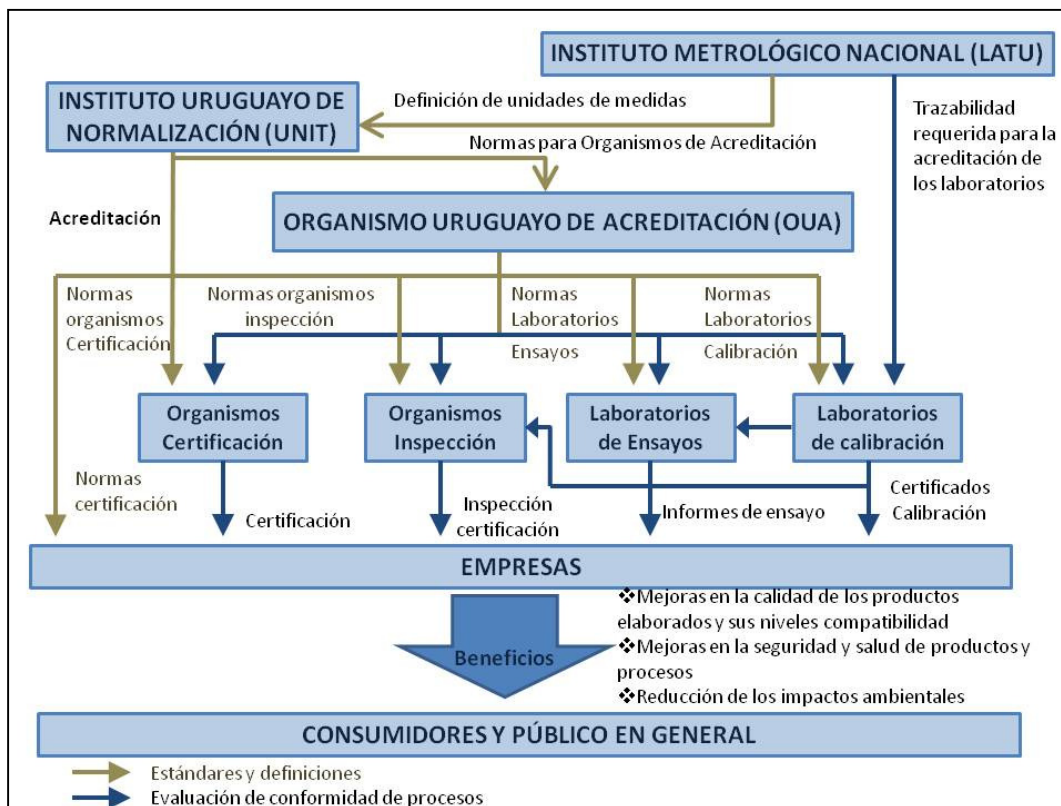 INSTITUTO METROLÓGICO NACIONAL (LATU)
INSTITUTO URUGUAYO DE
NORMALIZACIÓN (UNIT)
Definición de unidades de medidas
Trazabilidad
requerida para la
acreditación de
los laboratorios
Normas para Organismos de Acreditación
Acreditación
ORGANISMO URUGUAYO DE ACREDITACIÓN (OUA)
Normas
organismos
Certificación
Normas organismos
inspección
Normas
Laboratorios
Ensayos
Normas
Laboratorios
Calibración
Organismos
Certificación
Organismos
Inspección
Laboratorios
de Ensayos
Laboratorios
de calibración
Normas
certificación
Certificación
Inspección
certificación
Informes de ensayo
Certificados
Calibración
EMPRESAS
Beneficios
❖Mejoras en la calidad de los productos
elaborados y sus niveles compatibilidad
❖Mejoras en la seguridad y salud de productos y
procesos
❖Reducción de los impactos ambientales
CONSUMIDORES Y PÚBLICO EN GENERAL
Estándares y definiciones
Evaluación de conformidad de procesos